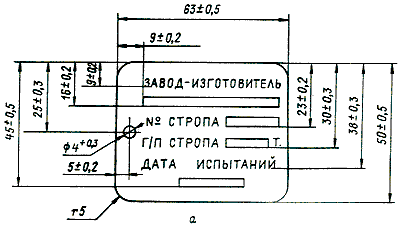 63±0,5
9±0,2
ЗАВОД-ИЗГОТОВИТЕЛЬ
№ СТРОПА
Г/П СТРОПА Т.
ДАТА ИСПЫТАНИЙ
45±0,5
25±0,3
16±0,2
9±0,2
ф4+0,3
5±0,2
r5
23±0,2
30±0,3
38±0,3
50±0,5
а